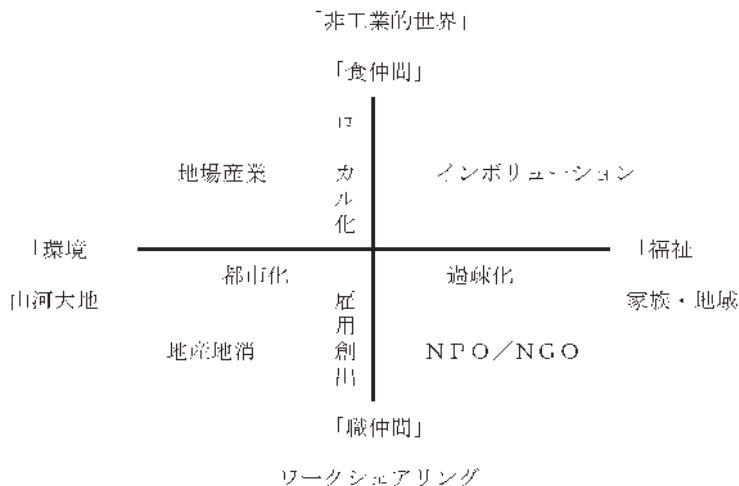 「非工業的世界」
「食仲間」
ローカル化
地場産業
インボリューション
「環境
「福祉
都市化
過疎化
山河大地
家族・地域
雇用創出
地産地消
NPO/NGO
「職仲間」
ワークシェアリング